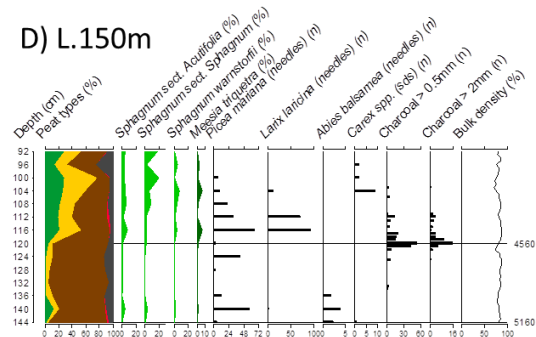 D) L.150m
Depth (cm)
Peat types (%)
Sphagnum sect. Acutifolia (%)
Sphagnum sect. Sphagnum (%)
Sphagnum warnstorfii (%)
Meesia triquetra (%)
Picea mariana (needles) (n)
Larix laricina (needles) (n)
Abies balsamea (needles) (n)
Carex spp. (sds) (n)
Charcoal > 0.5mm (n)
Charcoal > 2mm (n)
Bulk density (%)
92
96
100
104
108
112
116
120
124
128
132
136
140
144
4560
5160
0 20 40 60 80 100 0 20 0 20 0 20 0 10 0 24 48 72 0 50 100 0 5 10 0 5 10 0 30 60 0 15 0 50 100